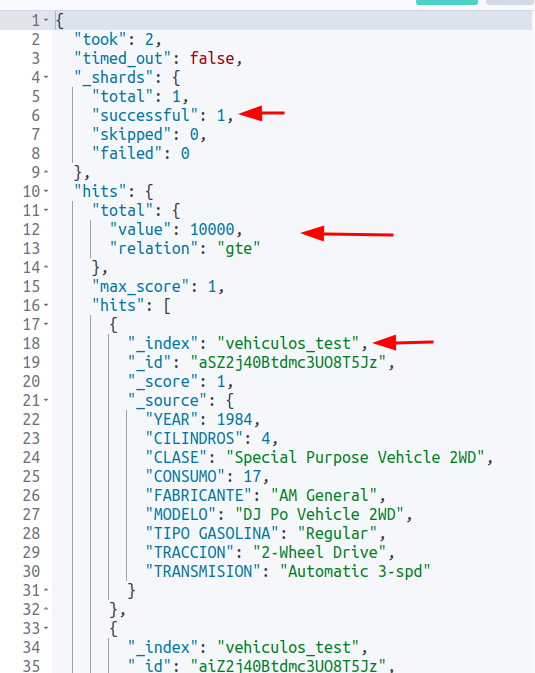 1 {
2 "took": 2,
3 "timed_out": false,
4 "_shards": {
5 "total": 1,
6 "successful": 1,
7 "skipped": 0,
8 "failed": 0
9 },
10 "hits": {
11 "total": {
12 "value": 10000,
13 "relation": "gte"
14 },
15 "max_score": 1,
16 "hits": [
17 {
18 "_index": "vehiculos_test",
19 "_id": "aSZ2j40Btdmc3UO8T5Jz",
20 "_score": 1,
21 "_source": {
22 "YEAR": 1984,
23 "CILINDROS": 4,
24 "CLASE": "Special Purpose Vehicle 2WD",
25 "CONSUMO": 17,
26 "FABRICANTE": "AM General",
27 "MODELO": "DJ Po Vehicle 2WD",
28 "TIPO GASOLINA": "Regular",
29 "TRACCION": "2-Wheel Drive",
30 "TRANSMISION": "Automatic 3-spd"
31 }
32 },
33 {
34 "_index": "vehiculos_test",
35 "_id": "aiZ2j40Btdmc3UO8T5Jz",